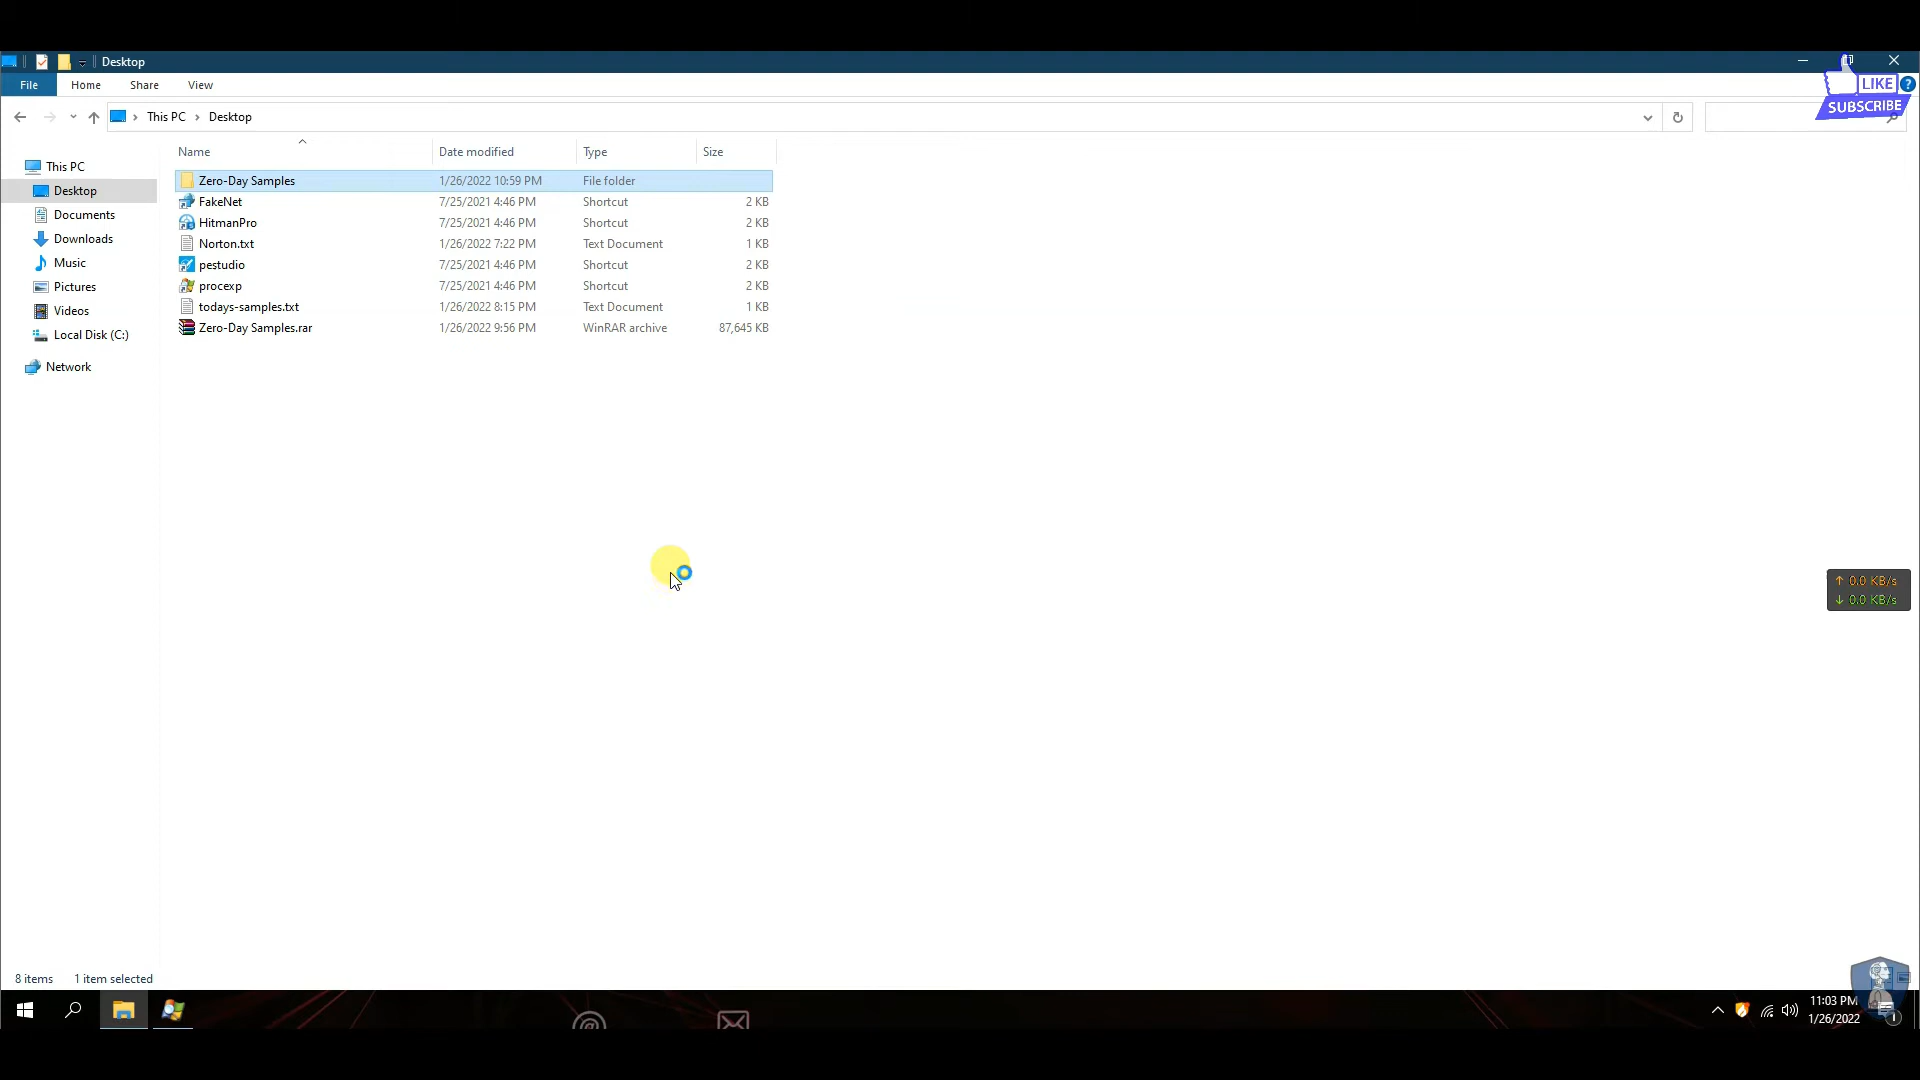 Desktop
File Home Share View
LIKE
SUBSCRIBE
?
This PC Desktop
Name Date modified Type Size
This PC
Desktop
Documents
Downloads
Music
Pictures
Videos
Local Disk (C:)
Network
Zero-Day Samples 1/26/2022 10:59 PM File folder
FakeNet 7/25/2021 4:46 PM Shortcut 2 KB
HitmanPro 7/25/2021 4:46 PM Shortcut 2 KB
Norton.txt 1/26/2022 7:22 PM Text Document 1 KB
pestudio 7/25/2021 4:46 PM Shortcut 2 KB
procexp 7/25/2021 4:46 PM Shortcut 2 KB
todays-samples.txt 1/26/2022 8:15 PM Text Document 1 KB
Zero-Day Samples.rar 1/26/2022 9:56 PM WinRAR archive 87,645 KB
↑ 0.0 KB/s
↓ 0.0 KB/s
8 items 1 item selected
@
11:03 PM
1/26/2022
1